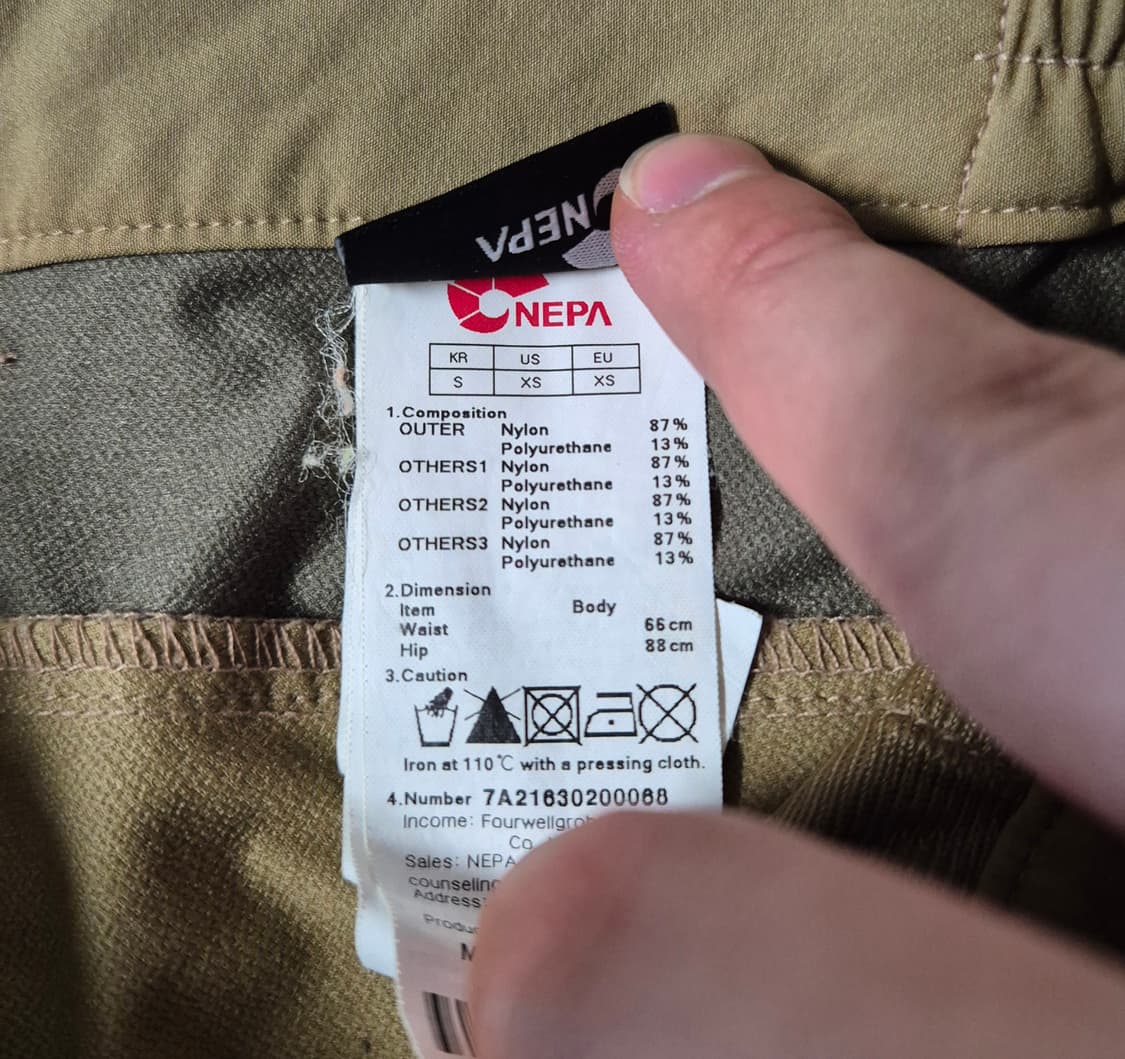 NEPA
NEPA
KR US EU
S XS XS
1.Composition
OUTER Nylon 87%
Polyurethane 13%
OTHERS1 Nylon 87%
Polyurethane 13%
OTHERS2 Nylon 87%
Polyurethane 13%
OTHERS3 Nylon 87%
Polyurethane 13%
2.Dimension
Item Body
Waist 66cm
Hip 88cm
3.Caution
Iron at 110℃ with a pressing cloth.
4.Number 7A21630200068
Income: Fourwellgro
Co
Sales: NEPA
counseling
Address:
Produ
M